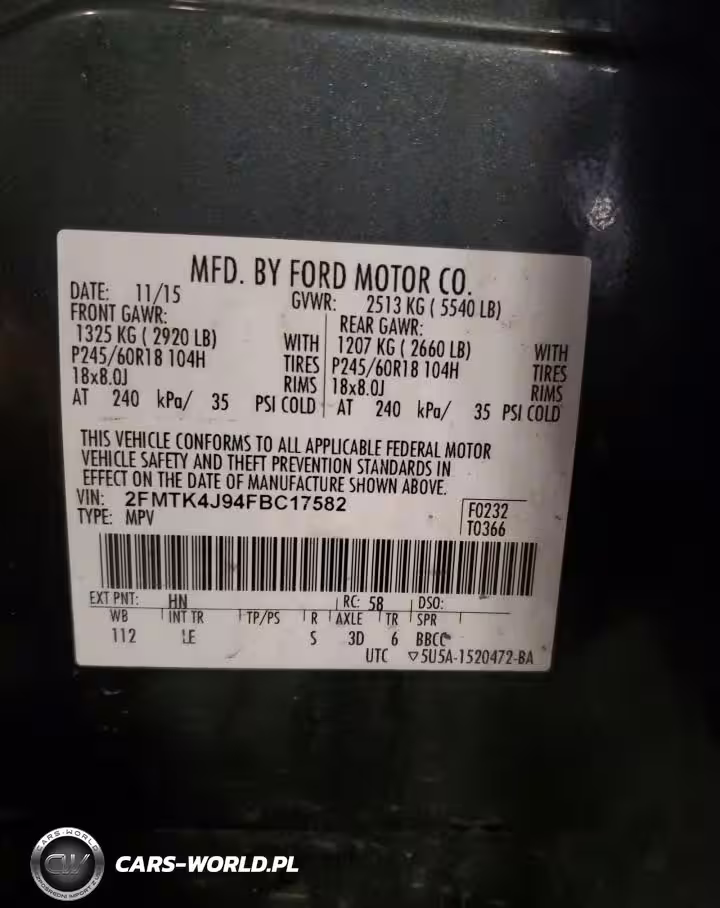 MFD. BY FORD MOTOR CO.
DATE: 11/15 GVWR: 2513 KG ( 5540 LB)
FRONT GAWR: REAR GAWR:
1325 KG ( 2920 LB) WITH 1207 KG ( 2660 LB) WITH
P245/60R18 104H TIRES P245/60R18 104H TIRES
18x8.0J RIMS 18x8.0J RIMS
AT 240 kPa/ 35 PSI COLD AT 240 kPa/ 35 PSI COLD
THIS VEHICLE CONFORMS TO ALL APPLICABLE FEDERAL MOTOR
VEHICLE SAFETY AND THEFT PREVENTION STANDARDS IN
EFFECT ON THE DATE OF MANUFACTURE SHOWN ABOVE.
VIN: 2FMTK4J94FBC17582 F0232
TYPE: MPV T0366
EXT PNT: HN RC: 58 DSO:
WB INT TR TP/PS R AXLE TR SPR
112 LE S 3D 6 BBCC
UTC ▽5U5A-1520472-BA
CARS-WORLD
CW
CARS-WORLD.PL